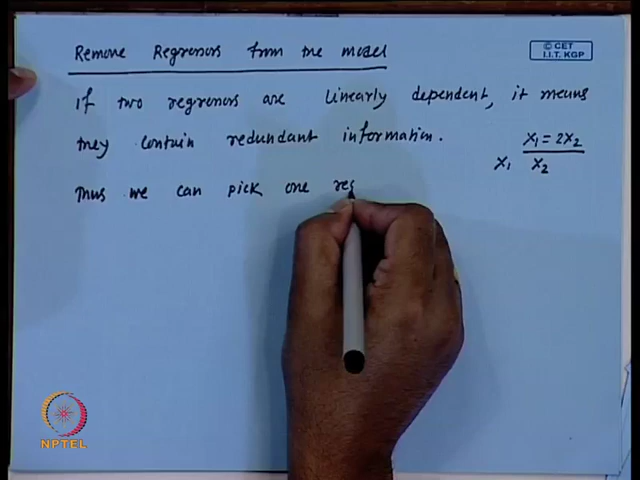 Remove Regressors from the model
© CET
I.I.T. KGP
If two regressors are linearly dependent, it means
they contain redundant information.
x₁ = 2x₂
x₁ x₂
Thus we can pick one reg
NPTEL